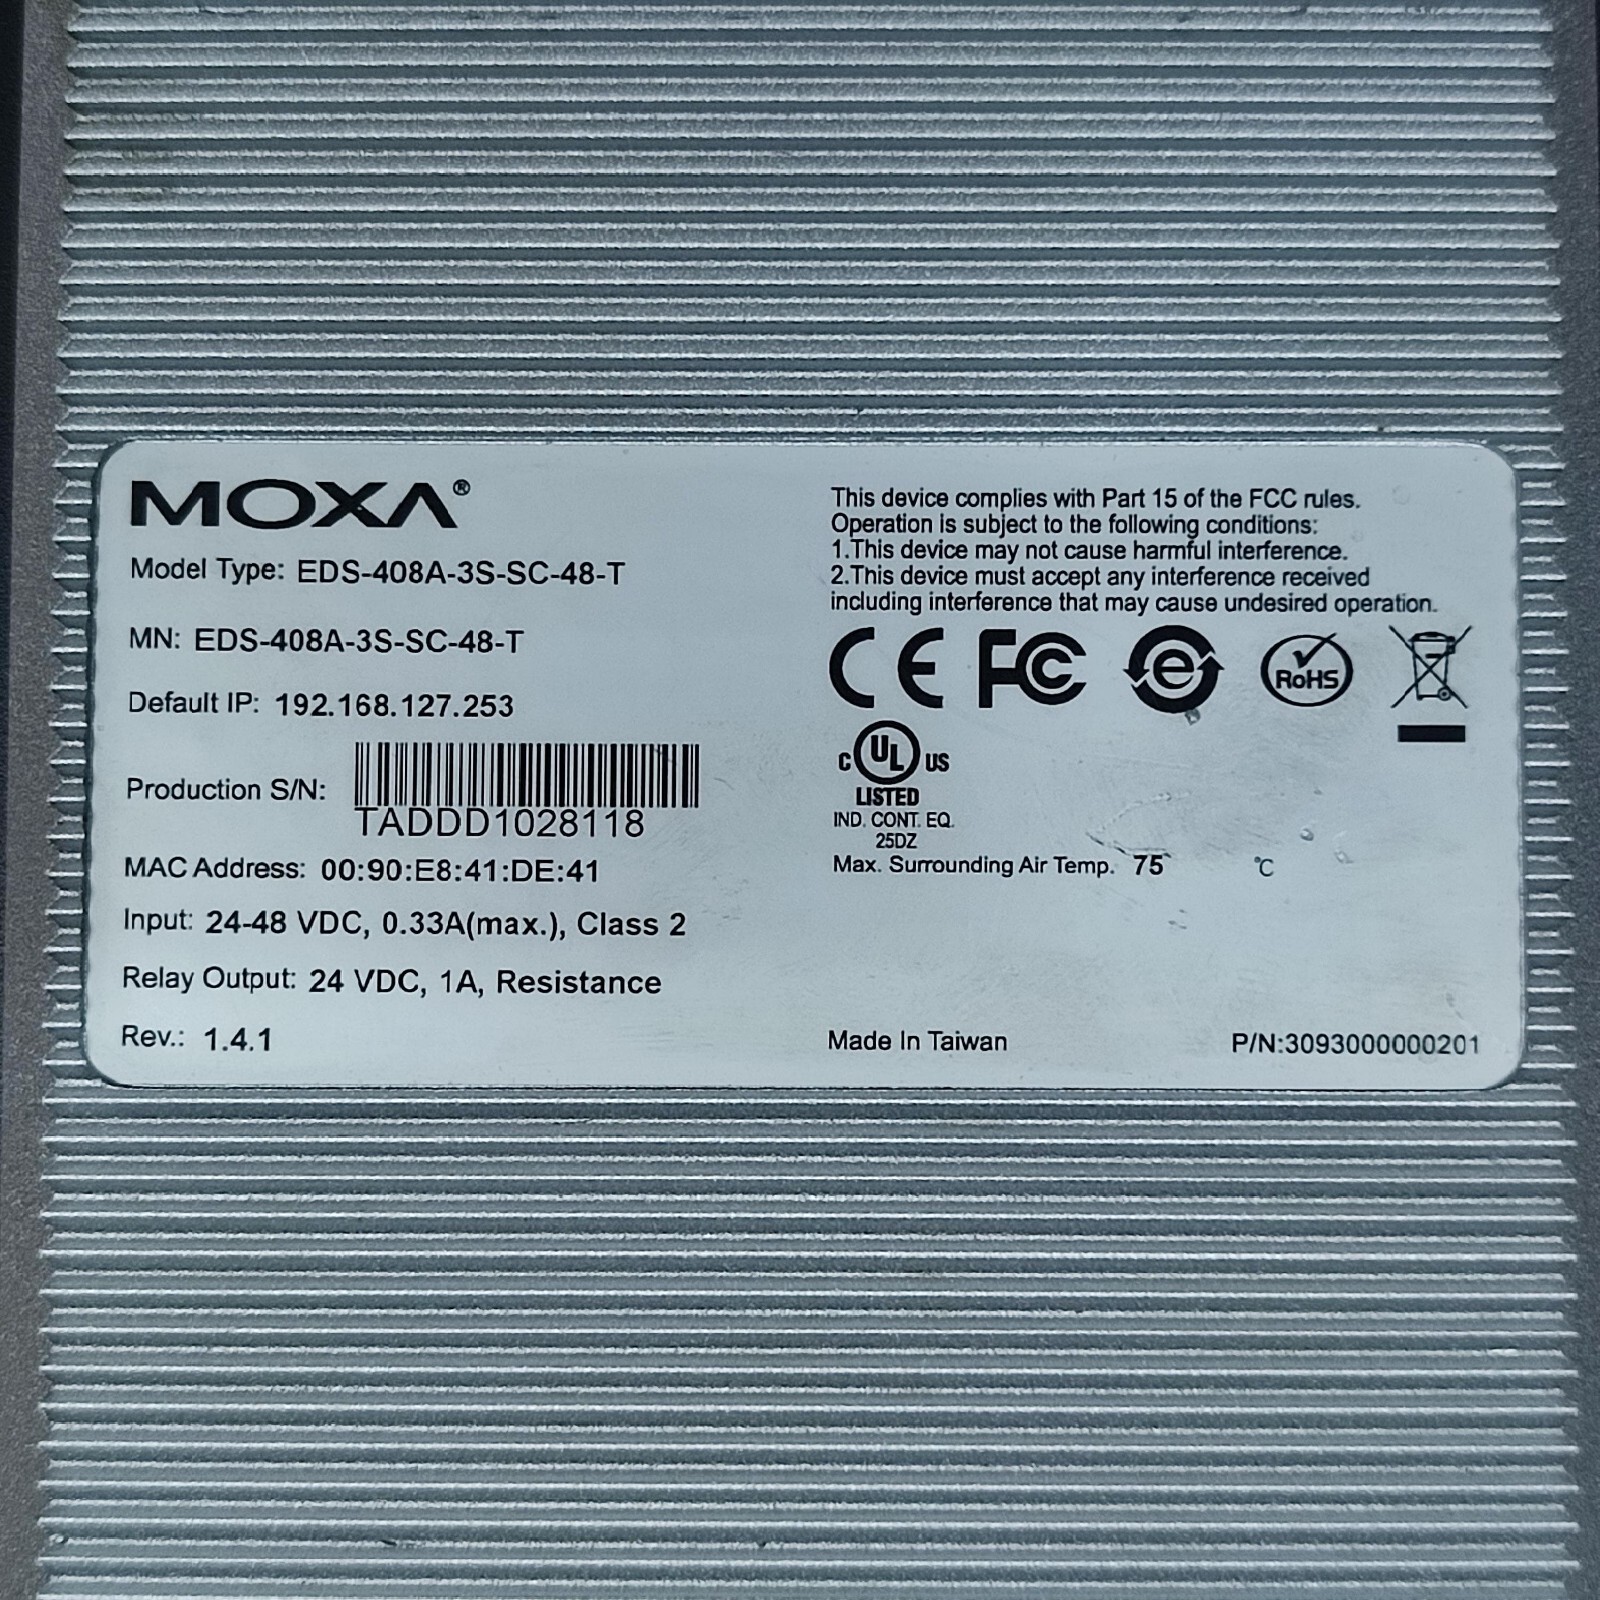 MOXA®
Model Type: EDS-408A-3S-SC-48-T
MN: EDS-408A-3S-SC-48-T
Default IP: 192.168.127.253
Production S/N:
TADDD1028118
MAC Address: 00:90:E8:41:DE:41
Input: 24-48 VDC, 0.33A(max.), Class 2
Relay Output: 24 VDC, 1A, Resistance
Rev.: 1.4.1
This device complies with Part 15 of the FCC rules.
Operation is subject to the following conditions:
1.This device may not cause harmful interference.
2.This device must accept any interference received
including interference that may cause undesired operation.
CE FC e RoHS
C UL US
LISTED
IND. CONT. EQ.
25DZ
Max. Surrounding Air Temp. 75 °C
Made In Taiwan
P/N:3093000000201